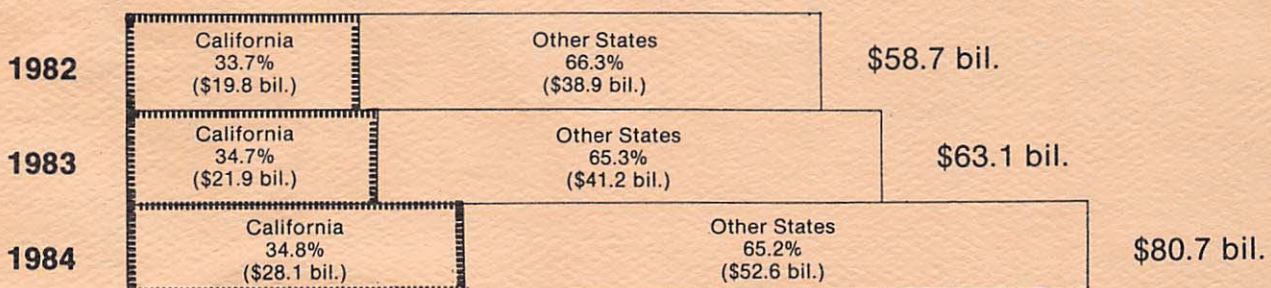 1982
California
33.7%
($19.8 bil.)
Other States
66.3%
($38.9 bil.)
$58.7 bil.
1983
California
34.7%
($21.9 bil.)
Other States
65.3%
($41.2 bil.)
$63.1 bil.
1984
California
34.8%
($28.1 bil.)
Other States
65.2%
($52.6 bil.)
$80.7 bil.